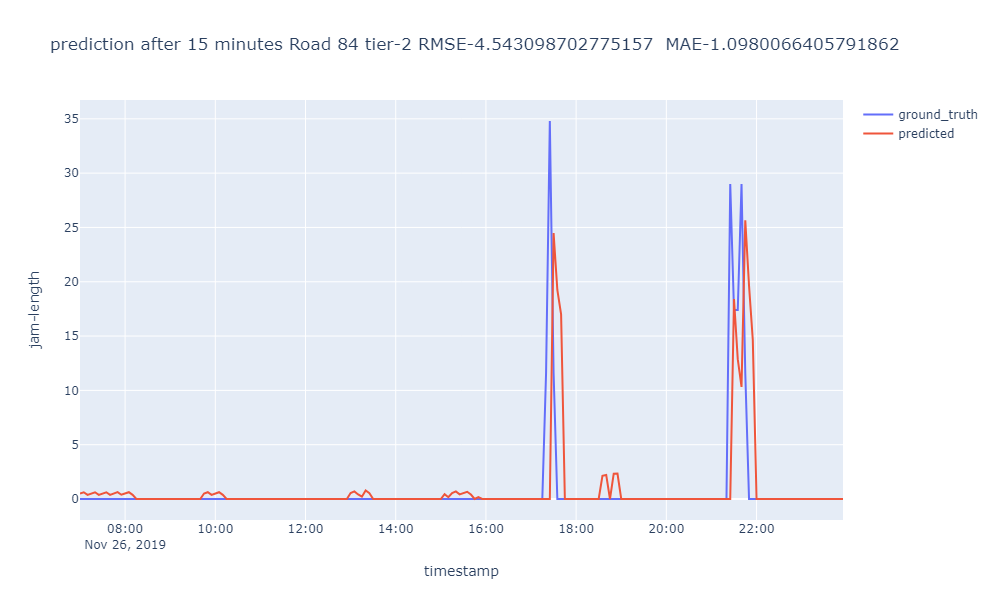 prediction after 15 minutes Road 84 tier-2 RMSE-4.543098702775157  MAE-1.0980066405791862
ground_truth
predicted
35
30
25
20
15
10
5
0
jam-length
08:00 10:00 12:00 14:00 16:00 18:00 20:00 22:00
Nov 26, 2019
timestamp